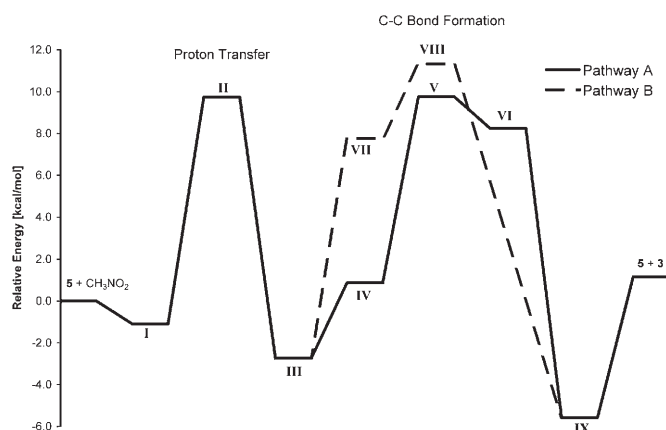 C-C Bond Formation
Proton Transfer
Pathway A
Pathway B
Relative Energy [kcal/mol]
12.0
10.0
8.0
6.0
4.0
2.0
0.0
-2.0
-4.0
-6.0
5 + CH₃NO₂
I
II
III
IV
V
VI
VII
VIII
IX
5 + 3